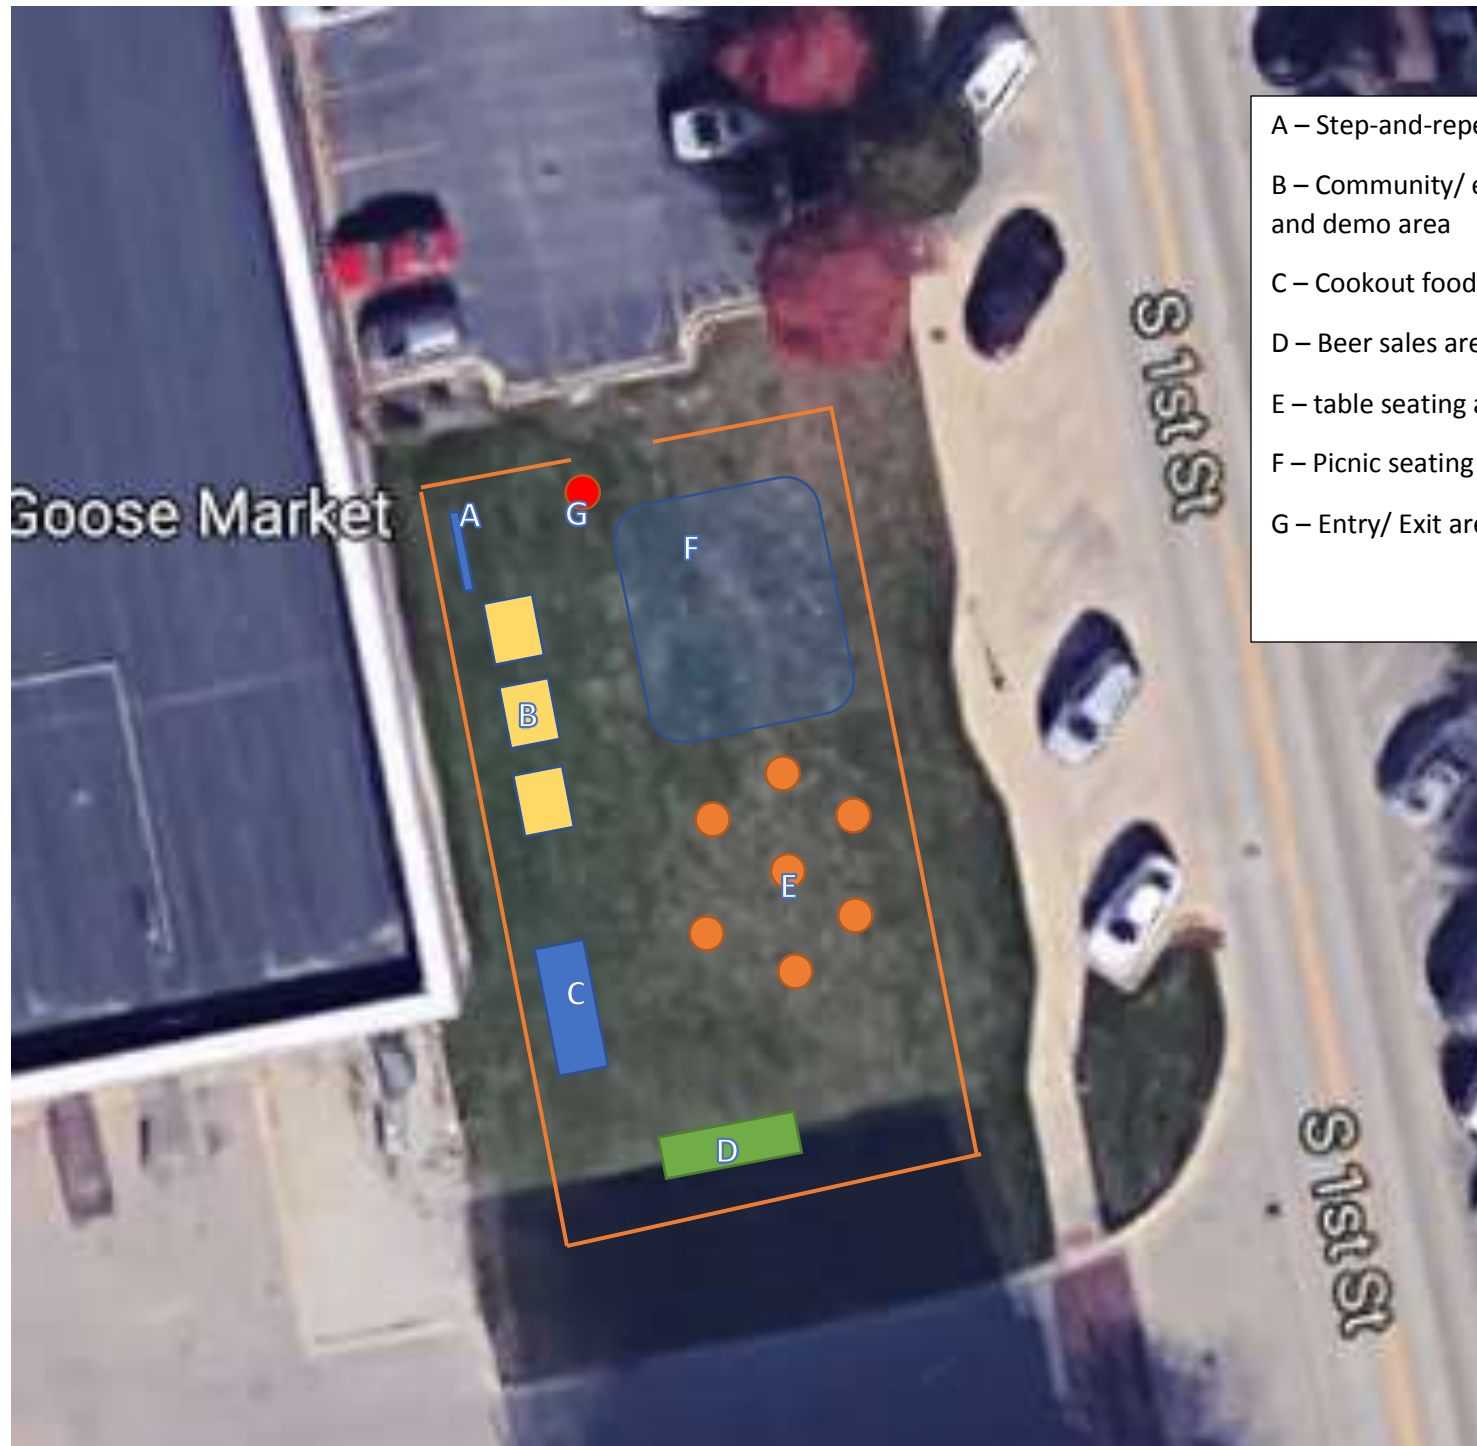 A – Step-and-repe
B – Community/ e
and demo area
C – Cookout food
D – Beer sales are
E – table seating a
F – Picnic seating
G – Entry/ Exit are
S 1st St
Goose Market
A
G
F
B
E
C
D
S 1st St